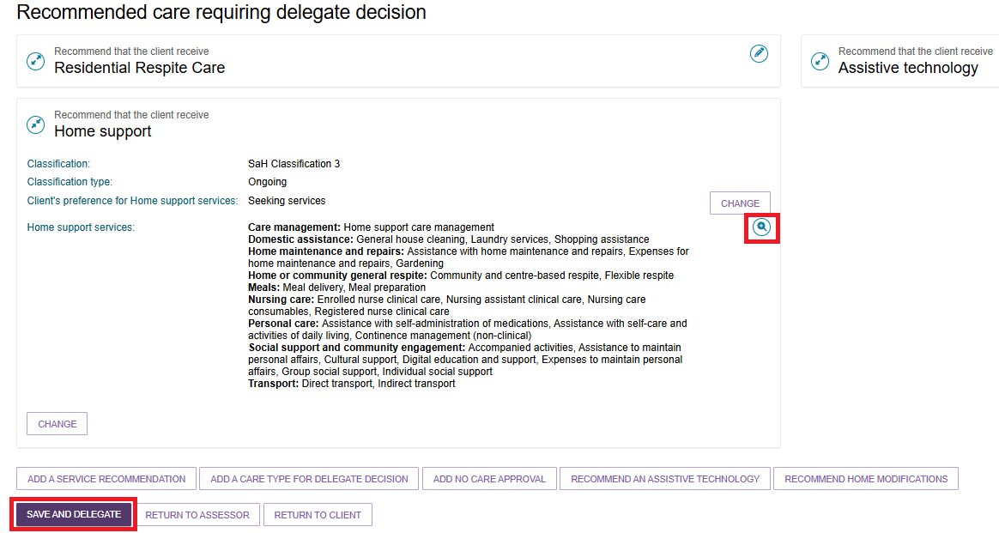 Recommended care requiring delegate decision
Recommend that the client receive
Residential Respite Care
Recommend that the client receive
Assistive technology
Recommend that the client receive
Home support
Classification: SaH Classification 3
Classification type: Ongoing
Client's preference for Home support services: Seeking services
CHANGE
Home support services: Care management: Home support care management
Domestic assistance: General house cleaning, Laundry services, Shopping assistance
Home maintenance and repairs: Assistance with home maintenance and repairs, Expenses for
home maintenance and repairs, Gardening
Home or community general respite: Community and centre-based respite, Flexible respite
Meals: Meal delivery, Meal preparation
Nursing care: Enrolled nurse clinical care, Nursing assistant clinical care, Nursing care
consumables, Registered nurse clinical care
Personal care: Assistance with self-administration of medications, Assistance with self-care and
activities of daily living, Continence management (non-clinical)
Social support and community engagement: Accompanied activities, Assistance to maintain
personal affairs, Cultural support, Digital education and support, Expenses to maintain personal
affairs, Group social support, Individual social support
Transport: Direct transport, Indirect transport
CHANGE
ADD A SERVICE RECOMMENDATION ADD A CARE TYPE FOR DELEGATE DECISION ADD NO CARE APPROVAL RECOMMEND AN ASSISTIVE TECHNOLOGY RECOMMEND HOME MODIFICATIONS
SAVE AND DELEGATE RETURN TO ASSESSOR RETURN TO CLIENT